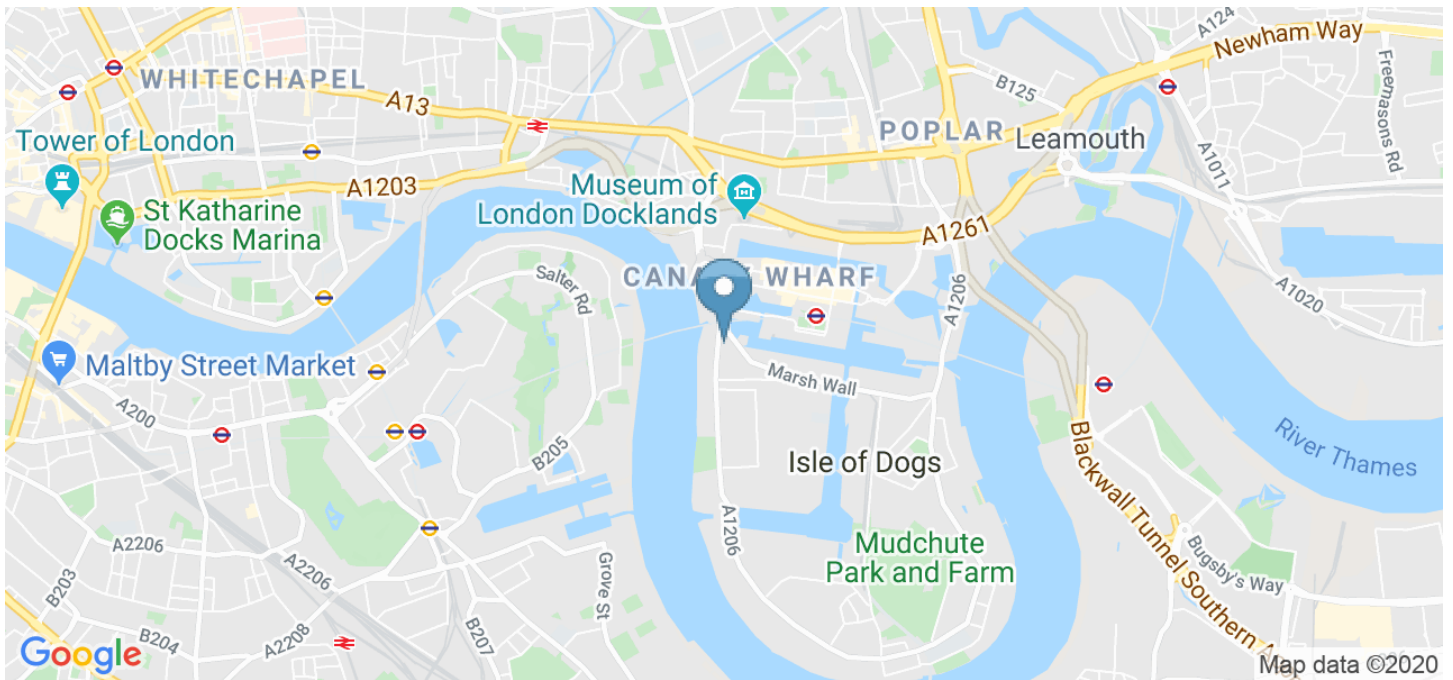 A124
Newham Way
WHITECHAPEL
A13
B125
Freemasons Rd
POPLAR
Leamouth
Tower of London
A1203
Museum of
London Docklands
A1011
St Katharine
Docks Marina
A1261
CANA
WHARF
Salter Rd
A1206
A1020
Maltby Street Market
Marsh Wall
A200
River Thames
B205
Isle of Dogs
Blackwall Tunnel Southern
A1206
A2206
Mudchute
Park and Farm
Bugsby's Way
B203
A2206
Grove St
B204
A2208
B207
Google
Map data ©2020